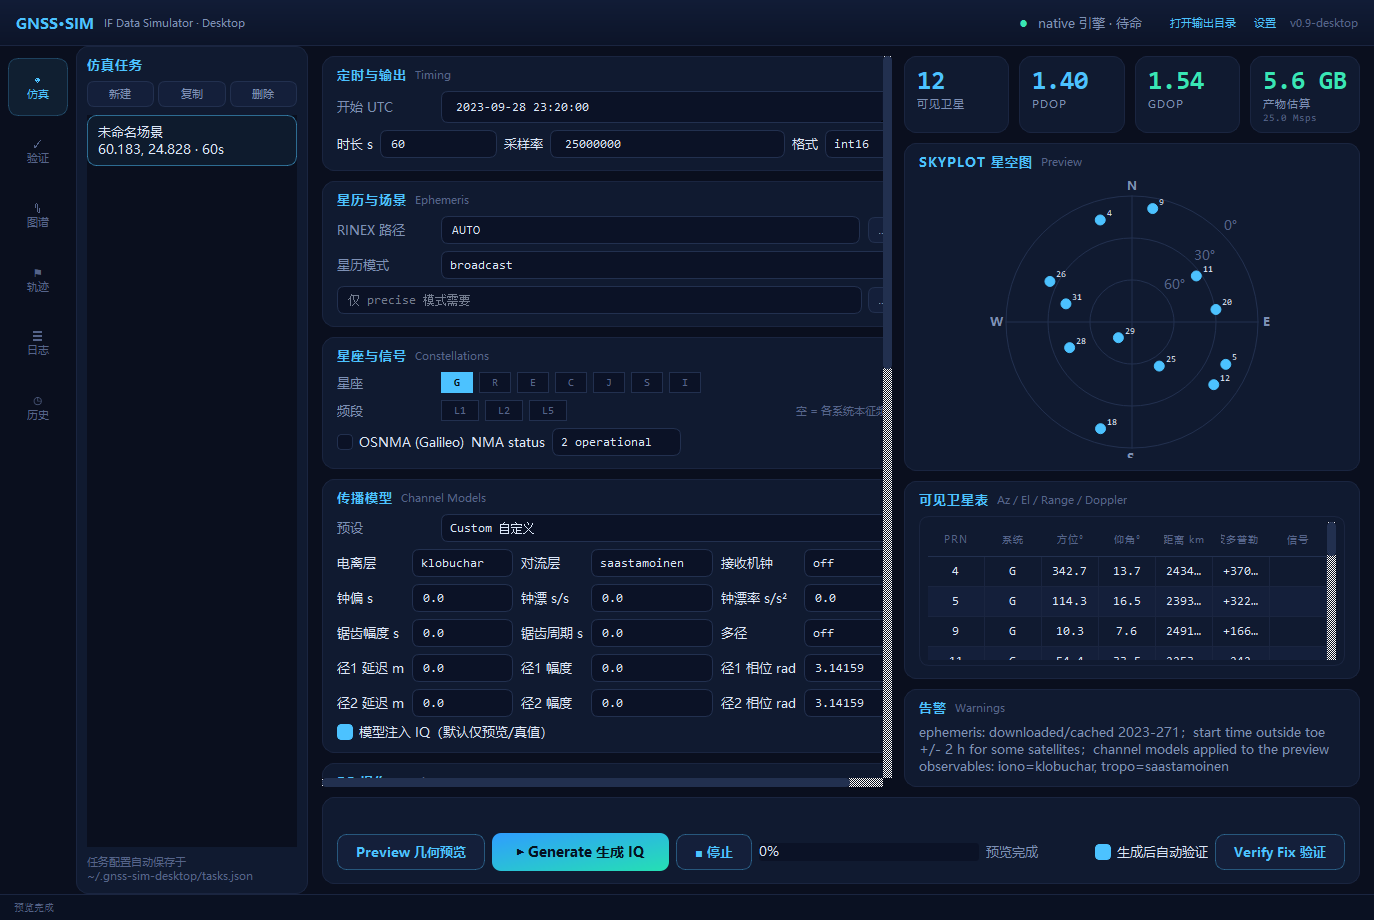 GNSS•SIM IF Data Simulator · Desktop
native 引擎 · 待命 打开输出目录 设置 v0.9-desktop
仿真
验证
图谱
轨迹
日志
历史
仿真任务
新建 复制 删除
未命名场景
60.183, 24.828 · 60s
任务配置自动保存于
~/.gnss-sim-desktop/tasks.json
定时与输出 Timing
开始 UTC 2023-09-28 23:20:00
时长 s 60 采样率 25000000 格式 int16
星历与场景 Ephemeris
RINEX 路径 AUTO ..
星历模式 broadcast
仅 precise 模式需要 ..
星座与信号 Constellations
星座 G R E C J S I
频段 L1 L2 L5 空 = 各系统本征
OSNMA (Galileo) NMA status 2 operational
传播模型 Channel Models
预设 Custom 自定义
电离层 klobuchar 对流层 saastamoinen 接收机钟 off
钟偏 s 0.0 钟漂 s/s 0.0 钟漂率 s/s² 0.0
锯齿幅度 s 0.0 锯齿周期 s 0.0 多径 off
径1 延迟 m 0.0 径1 幅度 0.0 径1 相位 rad 3.14159
径2 延迟 m 0.0 径2 幅度 0.0 径2 相位 rad 3.14159
模型注入 IQ（默认仅预览/真值）
12 1.40 1.54 5.6 GB
可见卫星 PDOP GDOP 产物估算
25.0 Msps
SKYPLOT 星空图 Preview
N
9
4
0°
30°
11
26
60°
31
20
W E
29
28
25
5
12
18
可见卫星表 Az / El / Range / Doppler
PRN 系统 方位° 仰角° 距离 km 多普勒 信号
4 G 342.7 13.7 2434… +370…
5 G 114.3 16.5 2393… +322…
9 G 10.3 7.6 2491… +166…
告警 Warnings
ephemeris: downloaded/cached 2023-271；start time outside toe
+/- 2 h for some satellites；channel models applied to the preview
observables: iono=klobuchar, tropo=saastamoinen
Preview 几何预览 ▸ Generate 生成 IQ ■ 停止 0% 预览完成 生成后自动验证 Verify Fix 验证
预览完成